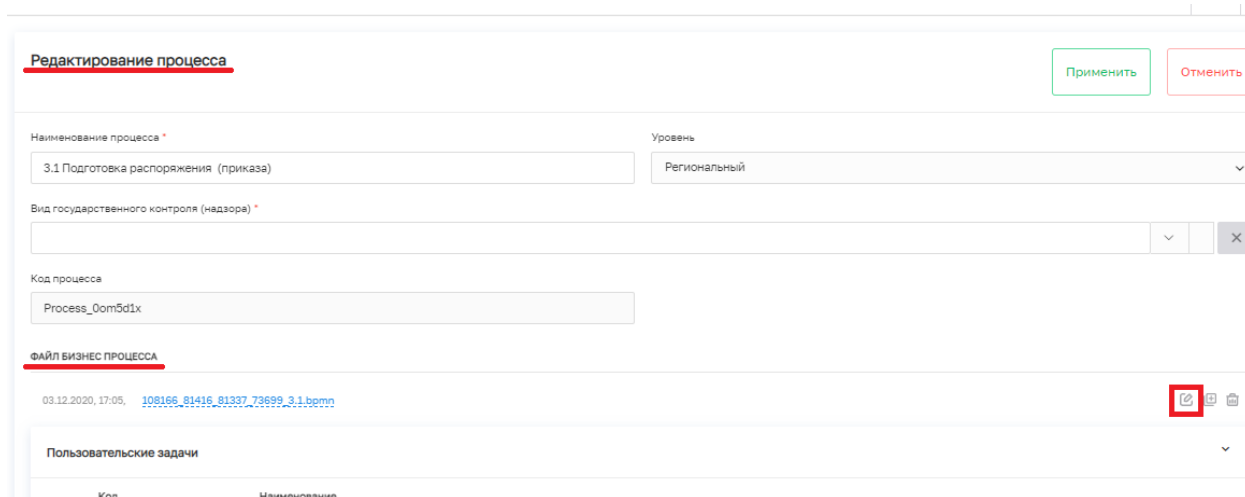 Редактирование процесса
Применить
Отменить
Наименование процесса *
Уровень
3.1 Подготовка распоряжения (приказа)
Региональный
Вид государственного контроля (надзора) *
Код процесса
Process_0om5d1x
ФАЙЛ БИЗНЕС ПРОЦЕССА
03.12.2020, 17:05, 108166_81416_81337_73699_3.1.bpmn
Пользовательские задачи
Код Наименование